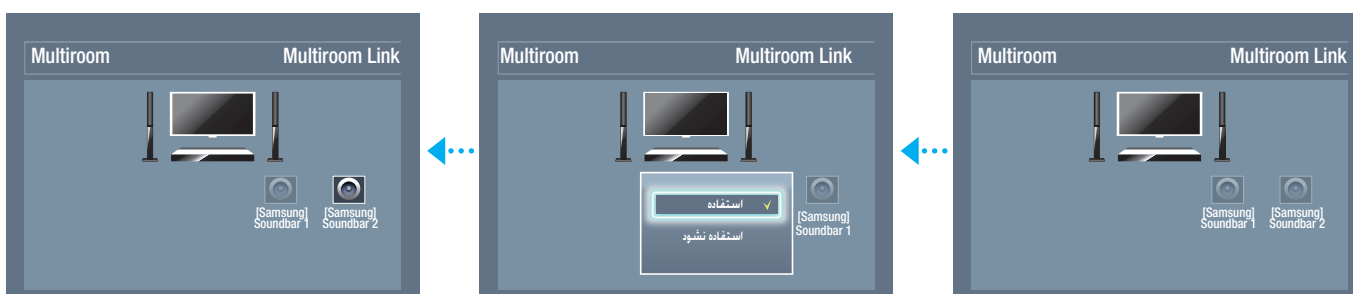 Multiroom
Multiroom Link
[Samsung]
Soundbar 1
[Samsung]
Soundbar 2
Multiroom
Multiroom Link
استفاده
استفاده نشود
[Samsung]
Soundbar 1
Multiroom
Multiroom Link
[Samsung]
Soundbar 1
[Samsung]
Soundbar 2